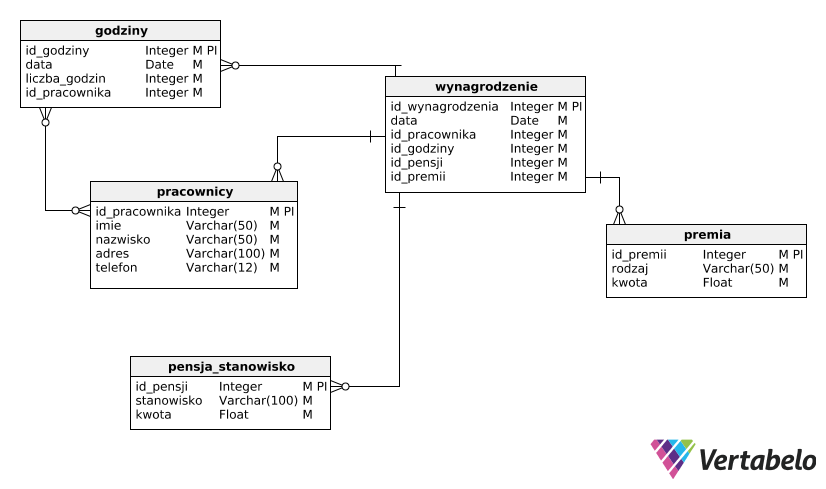 godziny
id_godziny Integer M PI
data Date M
liczba_godzin Integer M
id_pracownika Integer M
wynagrodzenie
id_wynagrodzenia Integer M PI
data Date M
id_pracownika Integer M
id_godziny Integer M
id_pensji Integer M
id_premii Integer M
pracownicy
id_pracownika Integer M PI
imie Varchar(50) M
nazwisko Varchar(50) M
adres Varchar(100) M
telefon Varchar(12) M
premia
id_premii Integer M PI
rodzaj Varchar(50) M
kwota Float M
pensja_stanowisko
id_pensji Integer M PI
stanowisko Varchar(100) M
kwota Float M
Vertabelo